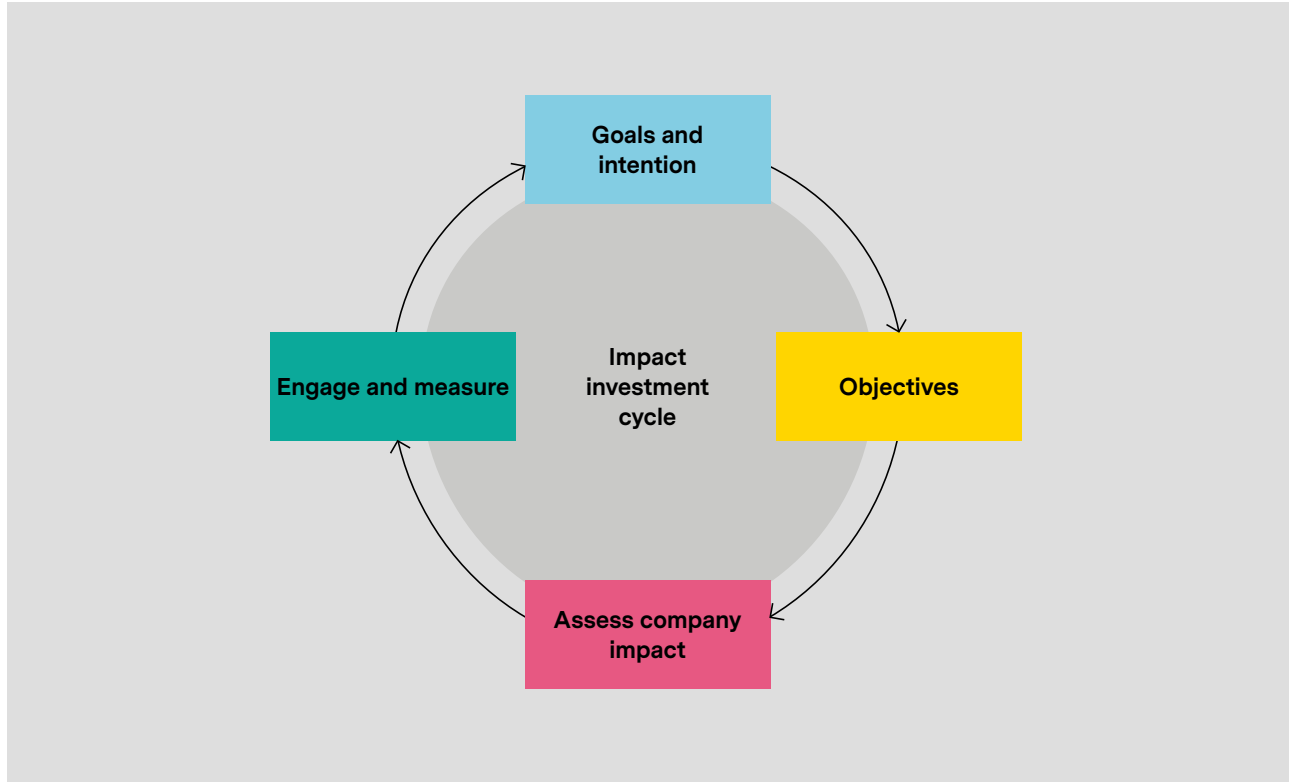 Goals and
intention
Engage and measure
Impact
investment
cycle
Objectives
Assess company
impact